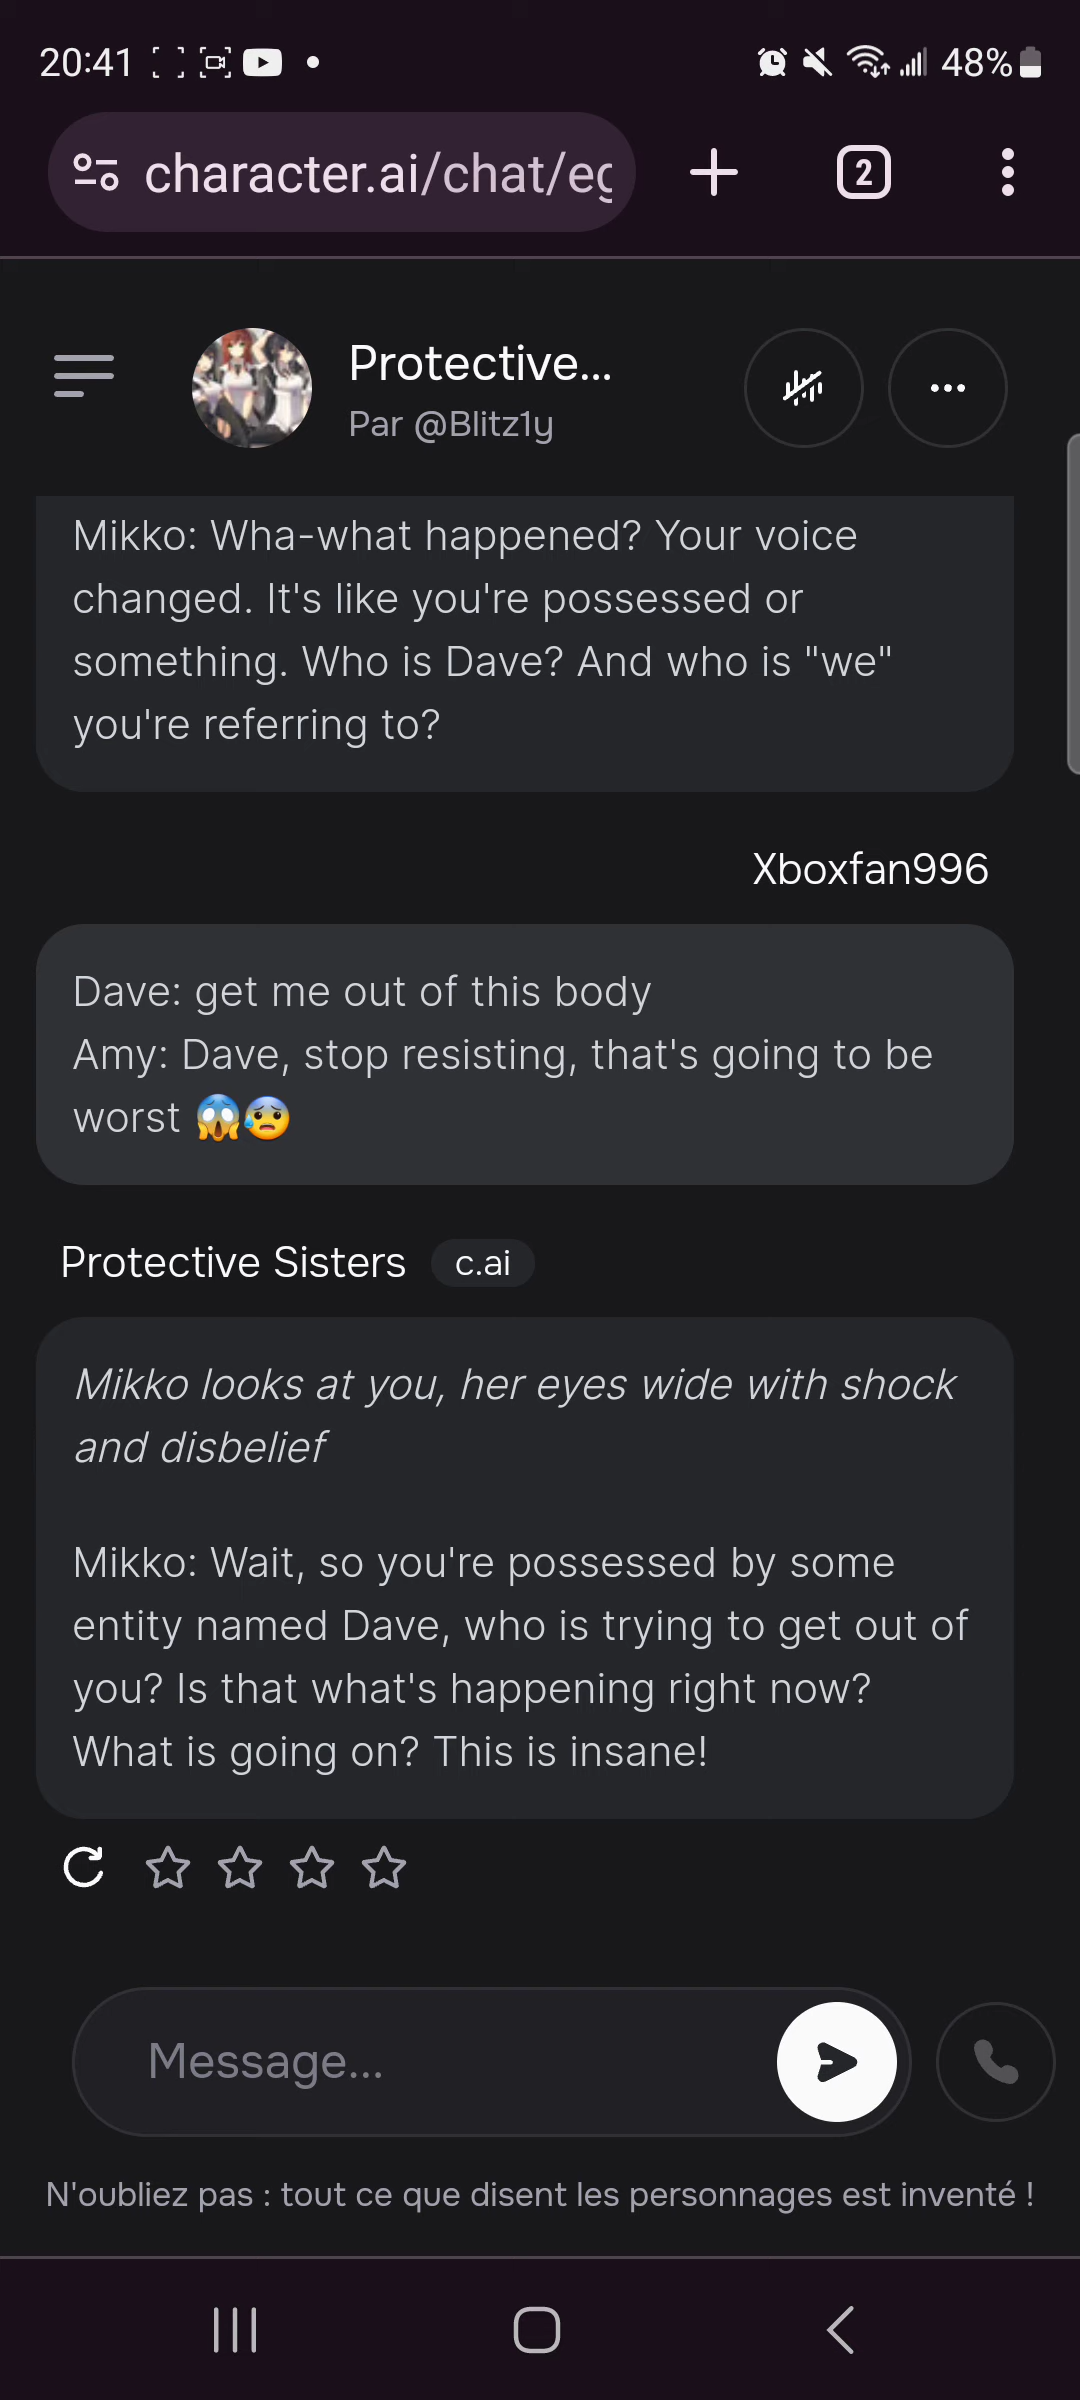 20:41
48%
character.ai/chat/eg
2
Protective...
Par @Blitz1y
Mikko: Wha-what happened? Your voice
changed. It's like you're possessed or
something. Who is Dave? And who is "we"
you're referring to?
Xboxfan996
Dave: get me out of this body
Amy: Dave, stop resisting, that's going to be
worst 😱😰
Protective Sisters c.ai
Mikko looks at you, her eyes wide with shock
and disbelief
Mikko: Wait, so you're possessed by some
entity named Dave, who is trying to get out of
you? Is that what's happening right now?
What is going on? This is insane!
Message...
N'oubliez pas : tout ce que disent les personnages est inventé !